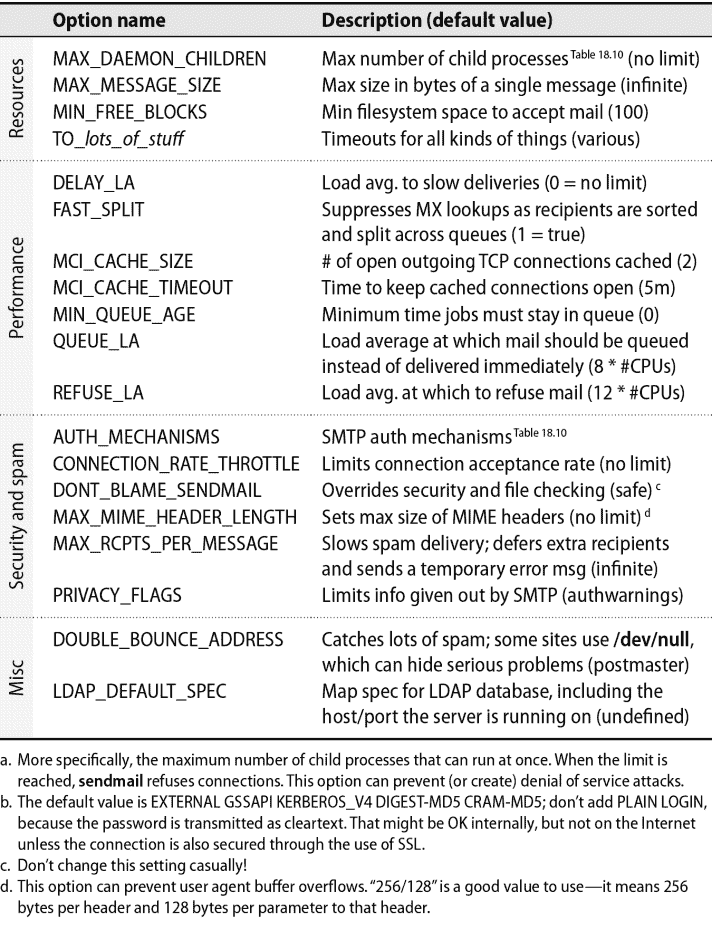 Option name Description (default value)
Resources
MAX_DAEMON_CHILDREN Max number of child processes Table 18.10 (no limit)
MAX_MESSAGE_SIZE Max size in bytes of a single message (infinite)
MIN_FREE_BLOCKS Min filesystem space to accept mail (100)
TO_lots_of_stuff Timeouts for all kinds of things (various)
Performance
DELAY_LA Load avg. to slow deliveries (0 = no limit)
FAST_SPLIT Suppresses MX lookups as recipients are sorted
and split across queues (1 = true)
MCI_CACHE_SIZE # of open outgoing TCP connections cached (2)
MCI_CACHE_TIMEOUT Time to keep cached connections open (5m)
MIN_QUEUE_AGE Minimum time jobs must stay in queue (0)
QUEUE_LA Load average at which mail should be queued
instead of delivered immediately (8 * #CPUs)
REFUSE_LA Load avg. at which to refuse mail (12 * #CPUs)
Security and spam
AUTH_MECHANISMS SMTP auth mechanisms Table 18.10
CONNECTION_RATE_THROTTLE Limits connection acceptance rate (no limit)
DONT_BLAME_SENDMAIL Overrides security and file checking (safe) c
MAX_MIME_HEADER_LENGTH Sets max size of MIME headers (no limit) d
MAX_RCPTS_PER_MESSAGE Slows spam delivery; defers extra recipients
and sends a temporary error msg (infinite)
PRIVACY_FLAGS Limits info given out by SMTP (authwarnings)
Misc
DOUBLE_BOUNCE_ADDRESS Catches lots of spam; some sites use /dev/null,
which can hide serious problems (postmaster)
LDAP_DEFAULT_SPEC Map spec for LDAP database, including the
host/port the server is running on (undefined)
a. More specifically, the maximum number of child processes that can run at once. When the limit is
reached, sendmail refuses connections. This option can prevent (or create) denial of service attacks.
b. The default value is EXTERNAL GSSAPI KERBEROS_V4 DIGEST-MD5 CRAM-MD5; don’t add PLAIN LOGIN,
because the password is transmitted as cleartext. That might be OK internally, but not on the Internet
unless the connection is also secured through the use of SSL.
c. Don’t change this setting casually!
d. This option can prevent user agent buffer overflows. “256/128” is a good value to use—it means 256
bytes per header and 128 bytes per parameter to that header.